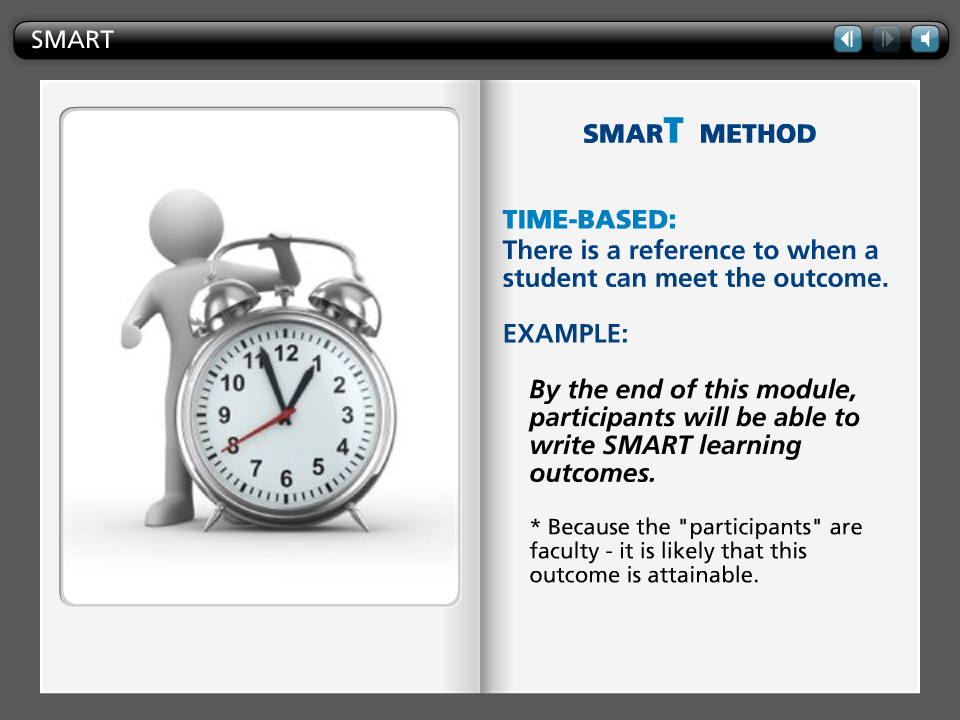 SMART
SMART METHOD
TIME-BASED:
There is a reference to when a
student can meet the outcome.
EXAMPLE:
By the end of this module,
participants will be able to
write SMART learning
outcomes.
* Because the "participants" are
faculty - it is likely that this
outcome is attainable.
11 12 1
10 2
9 3
8 4
7 6 5